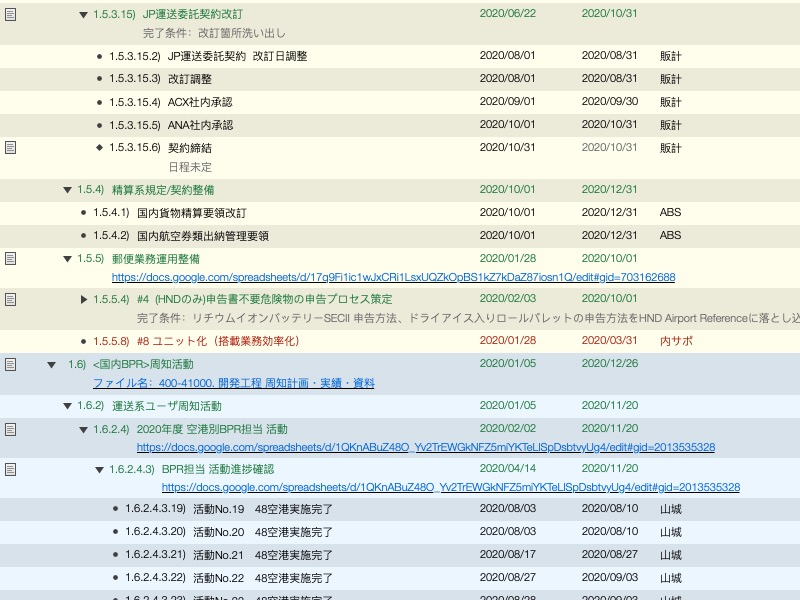 1.5.3.15) JP運送委託契約改訂 2020/06/22 2020/10/31
完了条件：改訂箇所洗い出し
1.5.3.15.2) JP運送委託契約 改訂日調整 2020/08/01 2020/08/31 販計
1.5.3.15.3) 改訂調整 2020/08/01 2020/08/31 販計
1.5.3.15.4) ACX社内承認 2020/09/01 2020/09/30 販計
1.5.3.15.5) ANA社内承認 2020/10/01 2020/10/31 販計
1.5.3.15.6) 契約締結 2020/10/31 2020/10/31 販計
日程未定
1.5.4) 精算系規定/契約整備 2020/10/01 2020/12/31
1.5.4.1) 国内貨物精算要領改訂 2020/10/01 2020/12/31 ABS
1.5.4.2) 国内航空券類出納管理要領 2020/10/01 2020/12/31 ABS
1.5.5) 郵便業務運用整備 2020/01/28 2020/10/01
https://docs.google.com/spreadsheets/d/17q9Fi1ic1wJxCRi1LsxUQZkOpBS1kZ7kDaZ87iosn1Q/edit#gid=703162688
1.5.5.4) #4 (HNDのみ)申告書不要危険物の申告プロセス策定 2020/02/03 2020/10/01
完了条件：リチウムイオンバッテリーSECII 申告方法、ドライアイス入りロールパレットの申告方法をHND Airport Referenceに落とし込
1.5.5.8) #8 ユニット化（搭載業務効率化） 2020/01/28 2020/03/31 内サポ
1.6) <国内BPR>周知活動 2020/01/05 2020/12/26
ファイル名：400-41000. 開発工程 周知計画・実績・資料
1.6.2) 運送系ユーザ周知活動 2020/01/05 2020/11/20
1.6.2.4) 2020年度 空港別BPR担当 活動 2020/02/02 2020/11/20
https://docs.google.com/spreadsheets/d/1QKnABuZ48O_Yv2TrEWGkNFZ5miYKTeLlSpDsbtvyUg4/edit#gid=2013535328
1.6.2.4.3) BPR担当 活動進捗確認 2020/04/14 2020/11/20
https://docs.google.com/spreadsheets/d/1QKnABuZ48O_Yv2TrEWGkNFZ5miYKTeLlSpDsbtvyUg4/edit#gid=2013535328
1.6.2.4.3.19) 活動No.19 48空港実施完了 2020/08/03 2020/08/10 山城
1.6.2.4.3.20) 活動No.20 48空港実施完了 2020/08/03 2020/08/10 山城
1.6.2.4.3.21) 活動No.21 48空港実施完了 2020/08/17 2020/08/27 山城
1.6.2.4.3.22) 活動No.22 48空港実施完了 2020/08/27 2020/09/03 山城